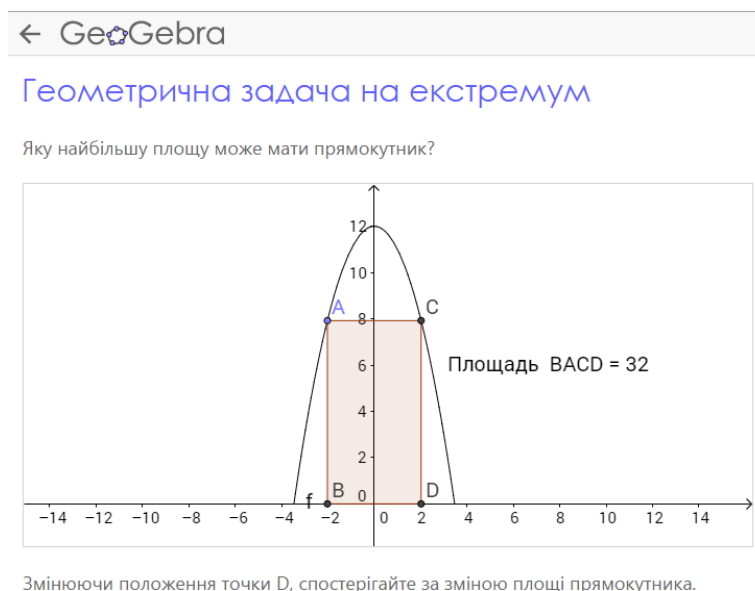 ← GeoGebra
Геометрична задача на екстремум
Яку найбільшу площу може мати прямокутник?
12
10
A 8 C
6 Площадь BACD = 32
4
2
f B 0 D
−14 −12 −10 −8 −6 −4 −2 0 2 4 6 8 10 12 14
Змінюючи положення точки D, спостерігайте за зміною площі прямокутника.